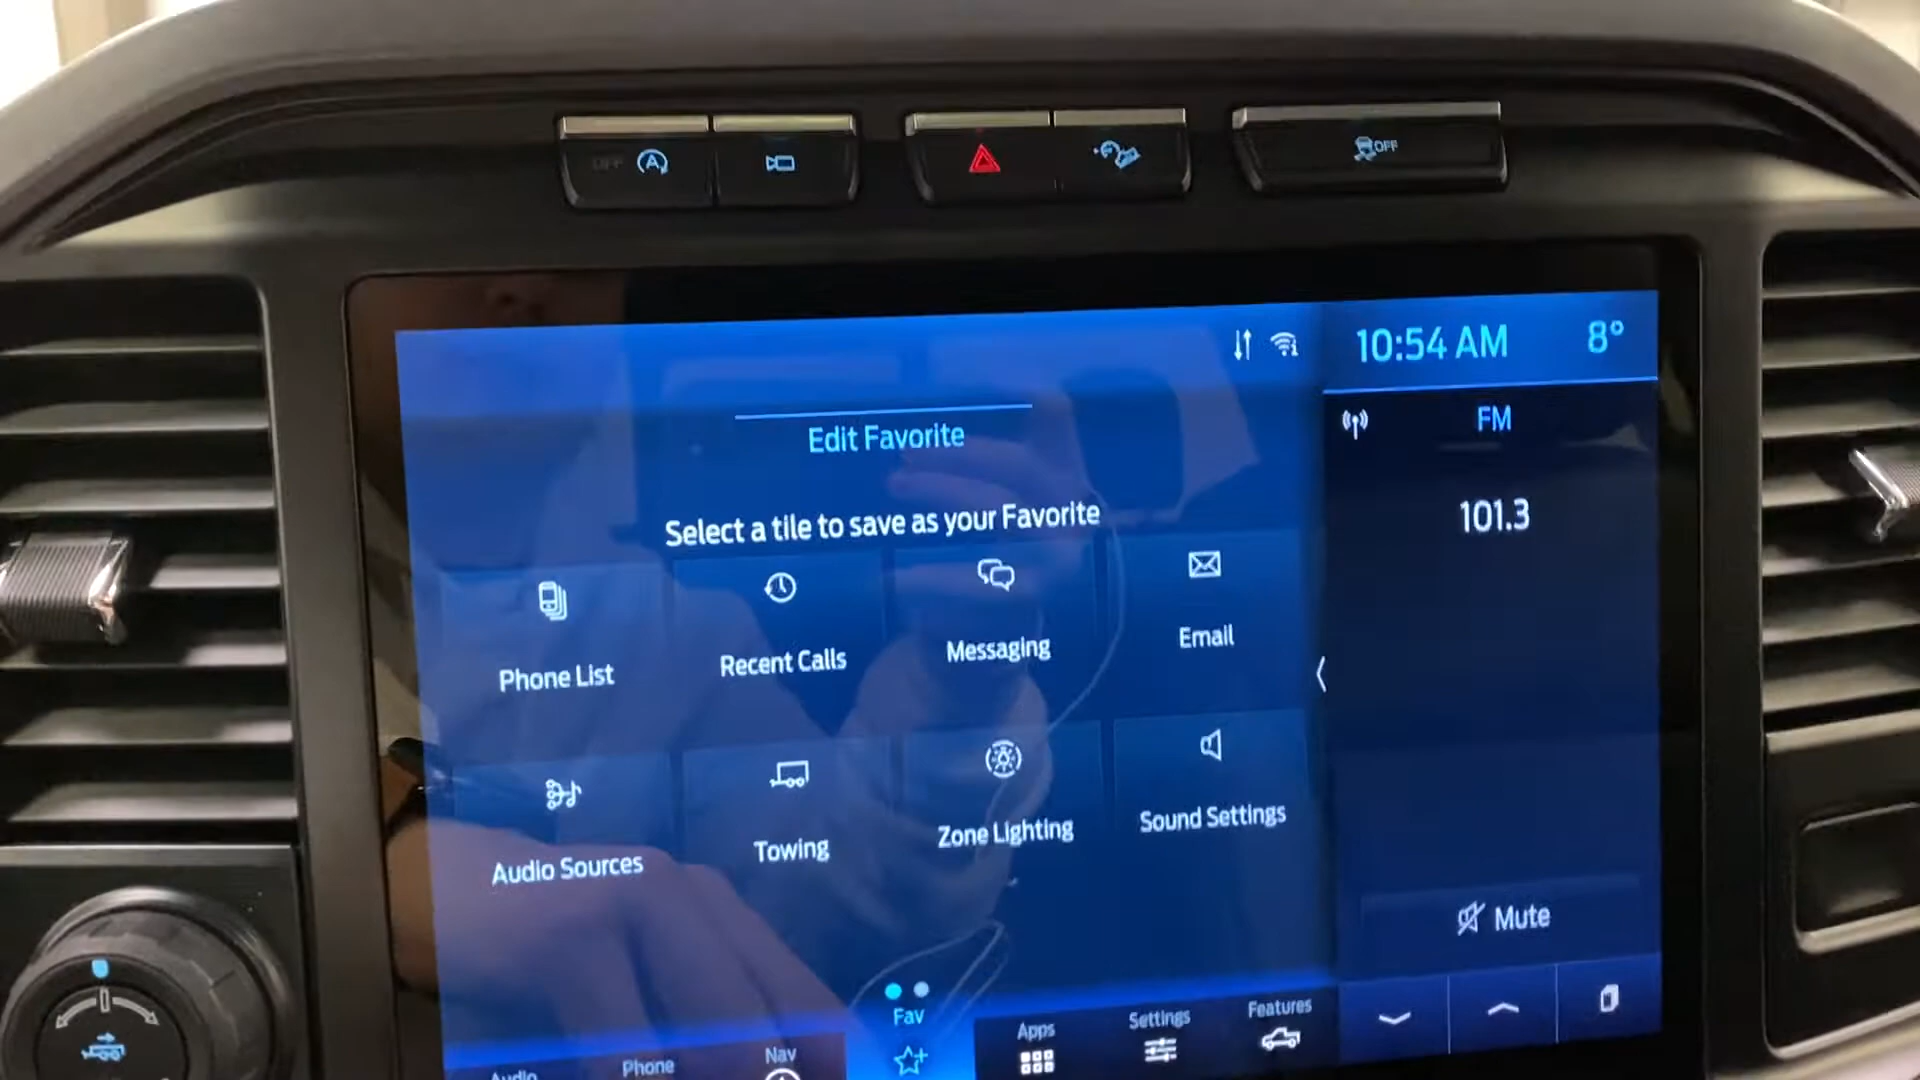 OFF A
OFF
10:54 AM 8°
Edit Favorite
FM
Select a tile to save as your Favorite
101.3
Phone List
Recent Calls
Messaging
Email
Audio Sources
Towing
Zone Lighting
Sound Settings
Mute
Audio
Phone
Nav
Fav
Apps
Settings
Features